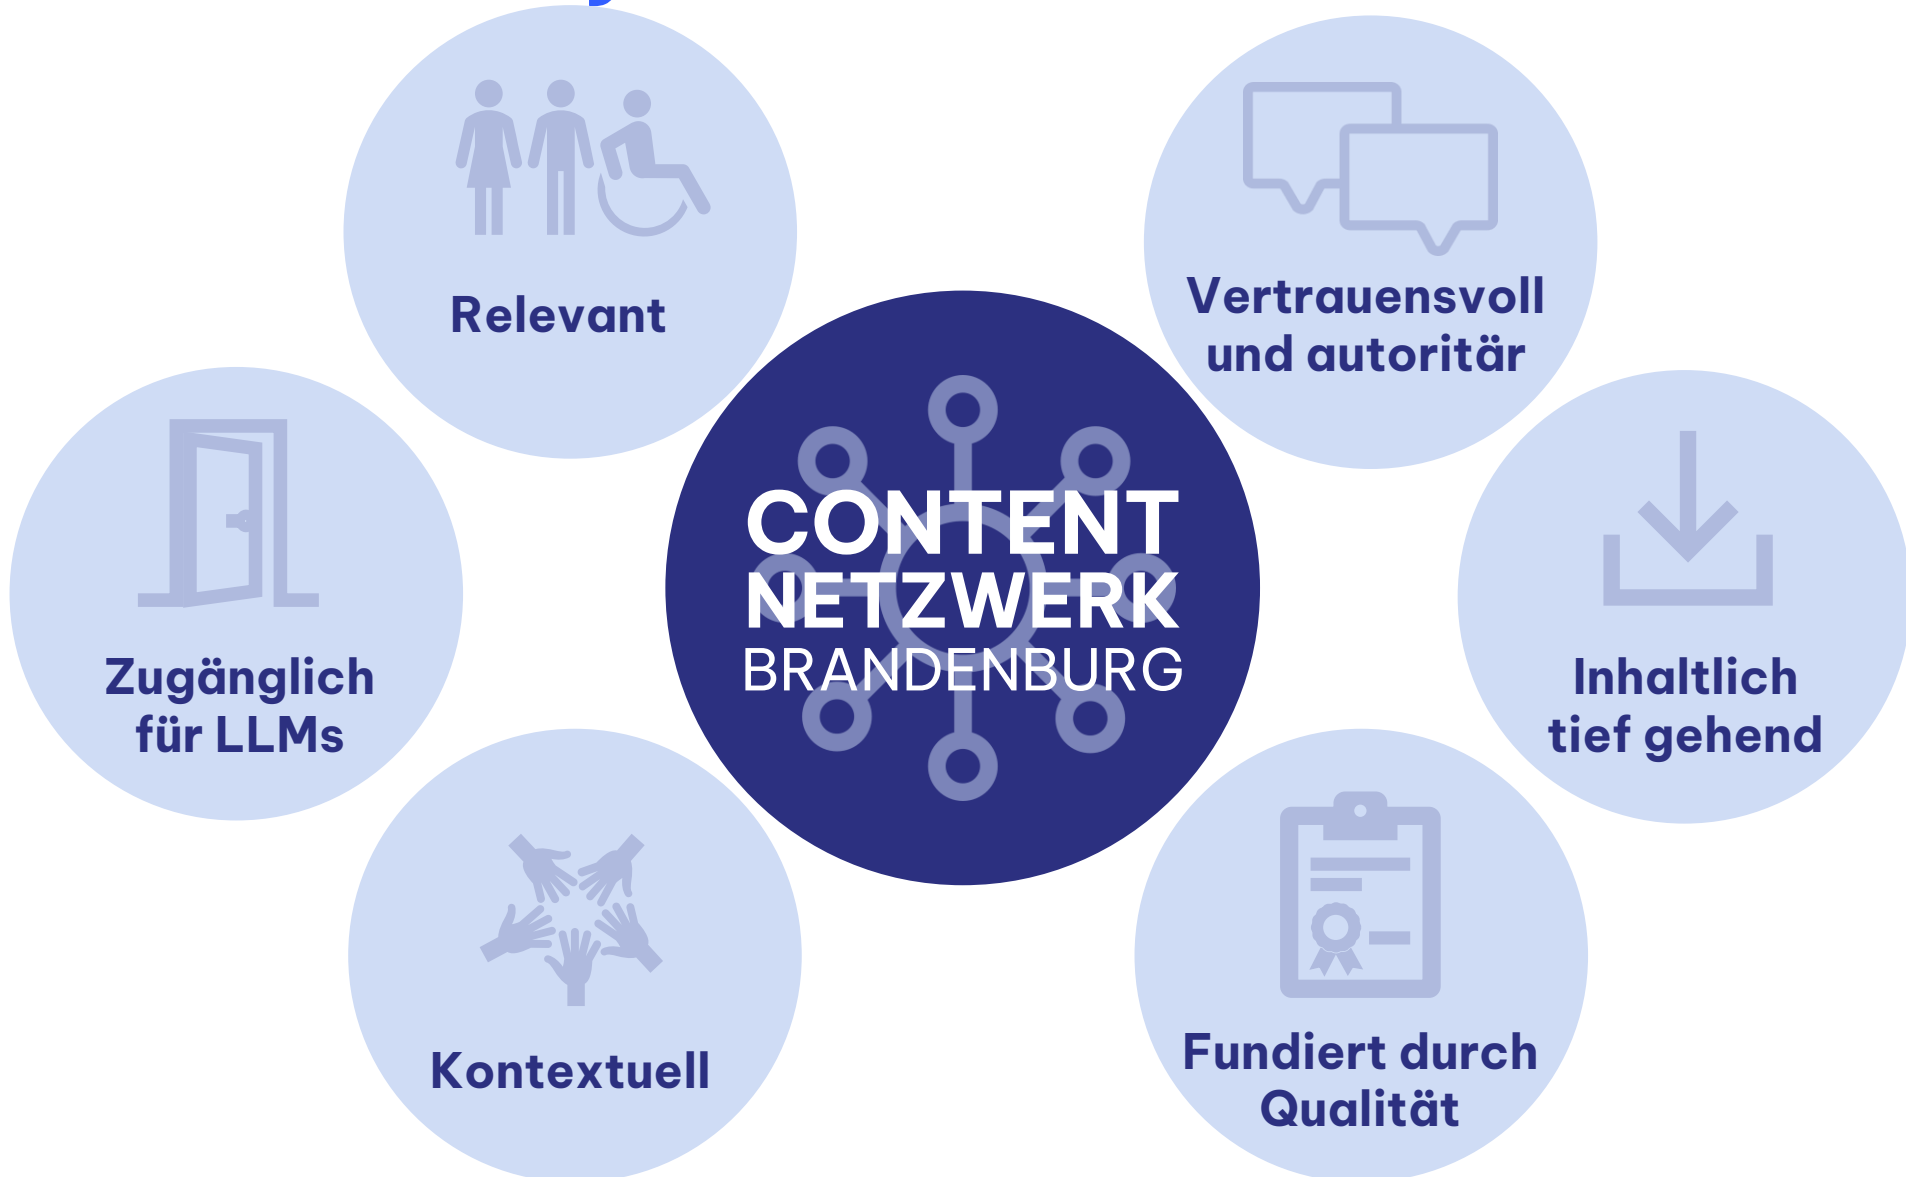 Relevant
Vertrauensvoll
und autoritär
Zugänglich
für LLMs
CONTENT
NETZWERK
BRANDENBURG
Inhaltlich
tief gehend
Kontextuell
Fundiert durch
Qualität